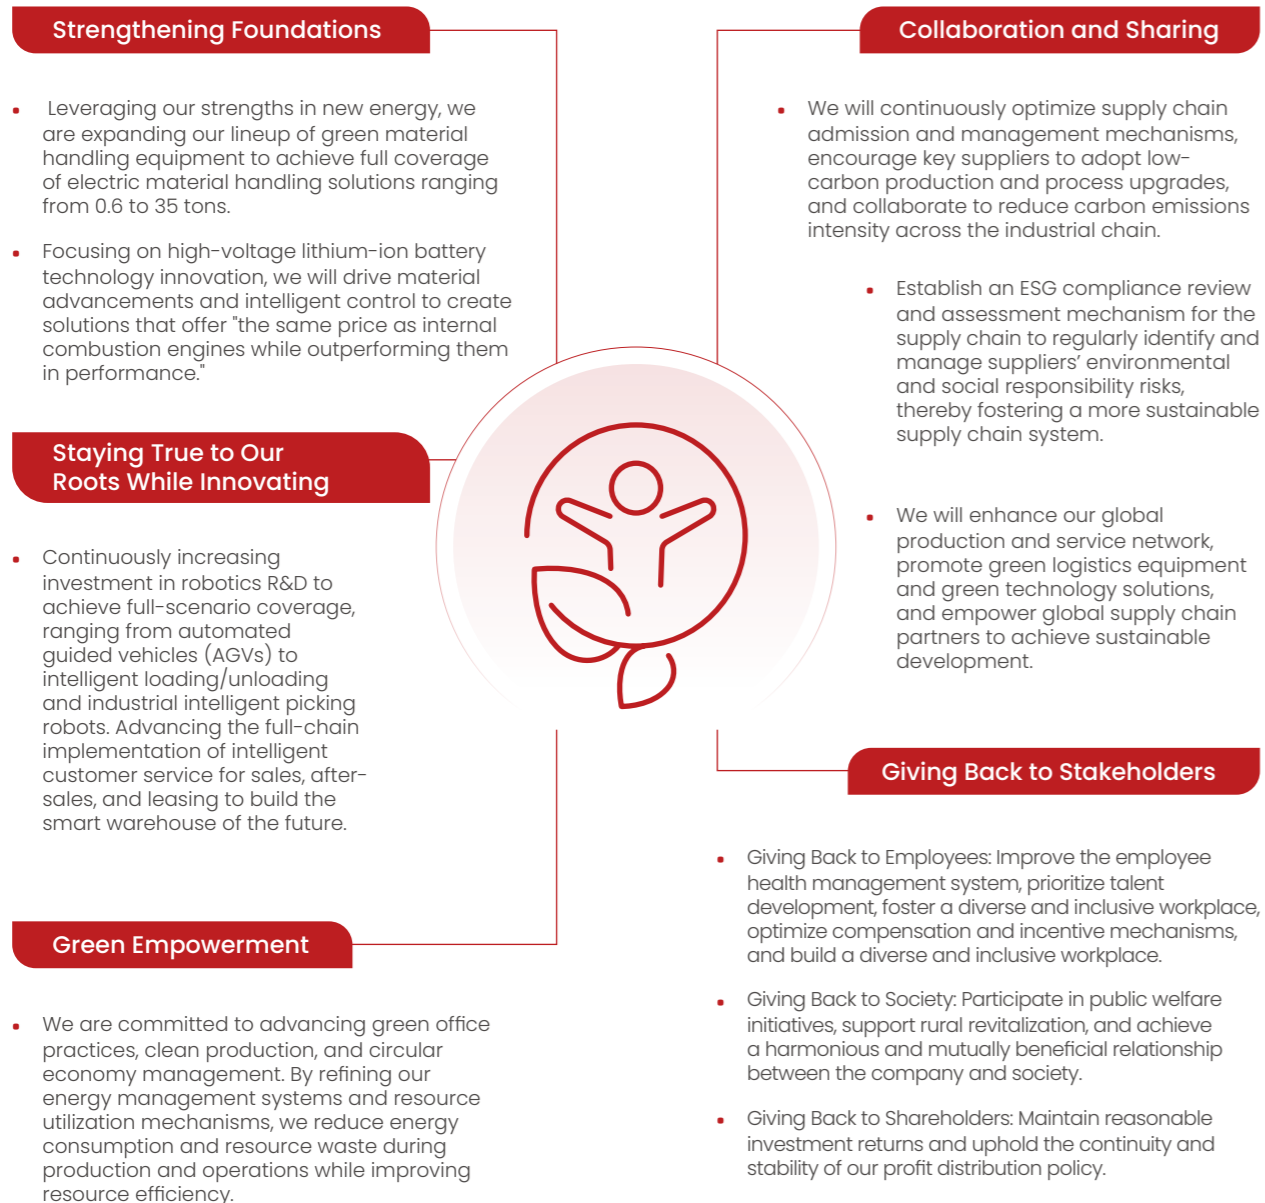 Strengthening Foundations
Leveraging our strengths in new energy, we
are expanding our lineup of green material
handling equipment to achieve full coverage
of electric material handling solutions ranging
from 0.6 to 35 tons.
Focusing on high-voltage lithium-ion battery
technology innovation, we will drive material
advancements and intelligent control to create
solutions that offer "the same price as internal
combustion engines while outperforming them
in performance."
Staying True to Our
Roots While Innovating
Continuously increasing
investment in robotics R&D to
achieve full-scenario coverage,
ranging from automated
guided vehicles (AGVs) to
intelligent loading/unloading
and industrial intelligent picking
robots. Advancing the full-chain
implementation of intelligent
customer service for sales, after-
sales, and leasing to build the
smart warehouse of the future.
Green Empowerment
We are committed to advancing green office
practices, clean production, and circular
economy management. By refining our
energy management systems and resource
utilization mechanisms, we reduce energy
consumption and resource waste during
production and operations while improving
resource efficiency.
Collaboration and Sharing
We will continuously optimize supply chain
admission and management mechanisms,
encourage key suppliers to adopt low-
carbon production and process upgrades,
and collaborate to reduce carbon emissions
intensity across the industrial chain.
Establish an ESG compliance review
and assessment mechanism for the
supply chain to regularly identify and
manage suppliers’ environmental
and social responsibility risks,
thereby fostering a more sustainable
supply chain system.
We will enhance our global
production and service network,
promote green logistics equipment
and green technology solutions,
and empower global supply chain
partners to achieve sustainable
development.
Giving Back to Stakeholders
Giving Back to Employees: Improve the employee
health management system, prioritize talent
development, foster a diverse and inclusive workplace,
optimize compensation and incentive mechanisms,
and build a diverse and inclusive workplace.
Giving Back to Society: Participate in public welfare
initiatives, support rural revitalization, and achieve
a harmonious and mutually beneficial relationship
between the company and society.
Giving Back to Shareholders: Maintain reasonable
investment returns and uphold the continuity and
stability of our profit distribution policy.